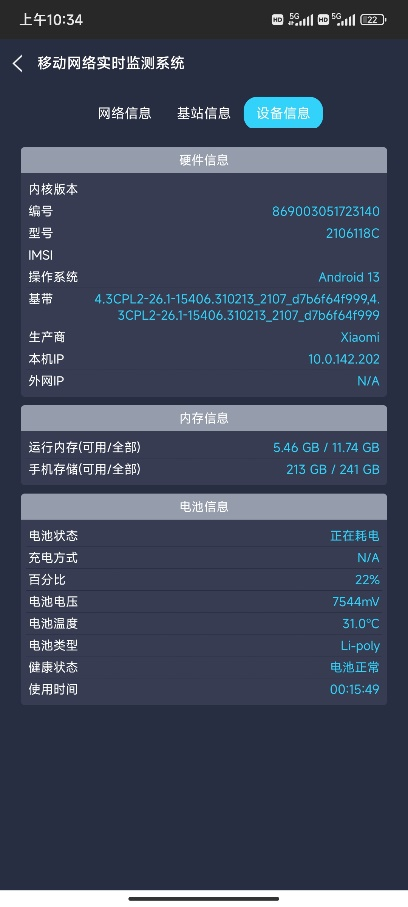 上午10:34
HD 5G HD 5G 22
移动网络实时监测系统
网络信息 基站信息 设备信息
硬件信息
内核版本
编号 869003051723140
型号 2106118C
IMSI
操作系统 Android 13
基带 4.3CPL2-26.1-15406.310213_2107_d7b6f64f999,4.
3CPL2-26.1-15406.310213_2107_d7b6f64f999
生产商 Xiaomi
本机IP 10.0.142.202
外网IP N/A
内存信息
运行内存(可用/全部) 5.46 GB / 11.74 GB
手机存储(可用/全部) 213 GB / 241 GB
电池信息
电池状态 正在耗电
充电方式 N/A
百分比 22%
电池电压 7544mV
电池温度 31.0°C
电池类型 Li-poly
健康状态 电池正常
使用时间 00:15:49